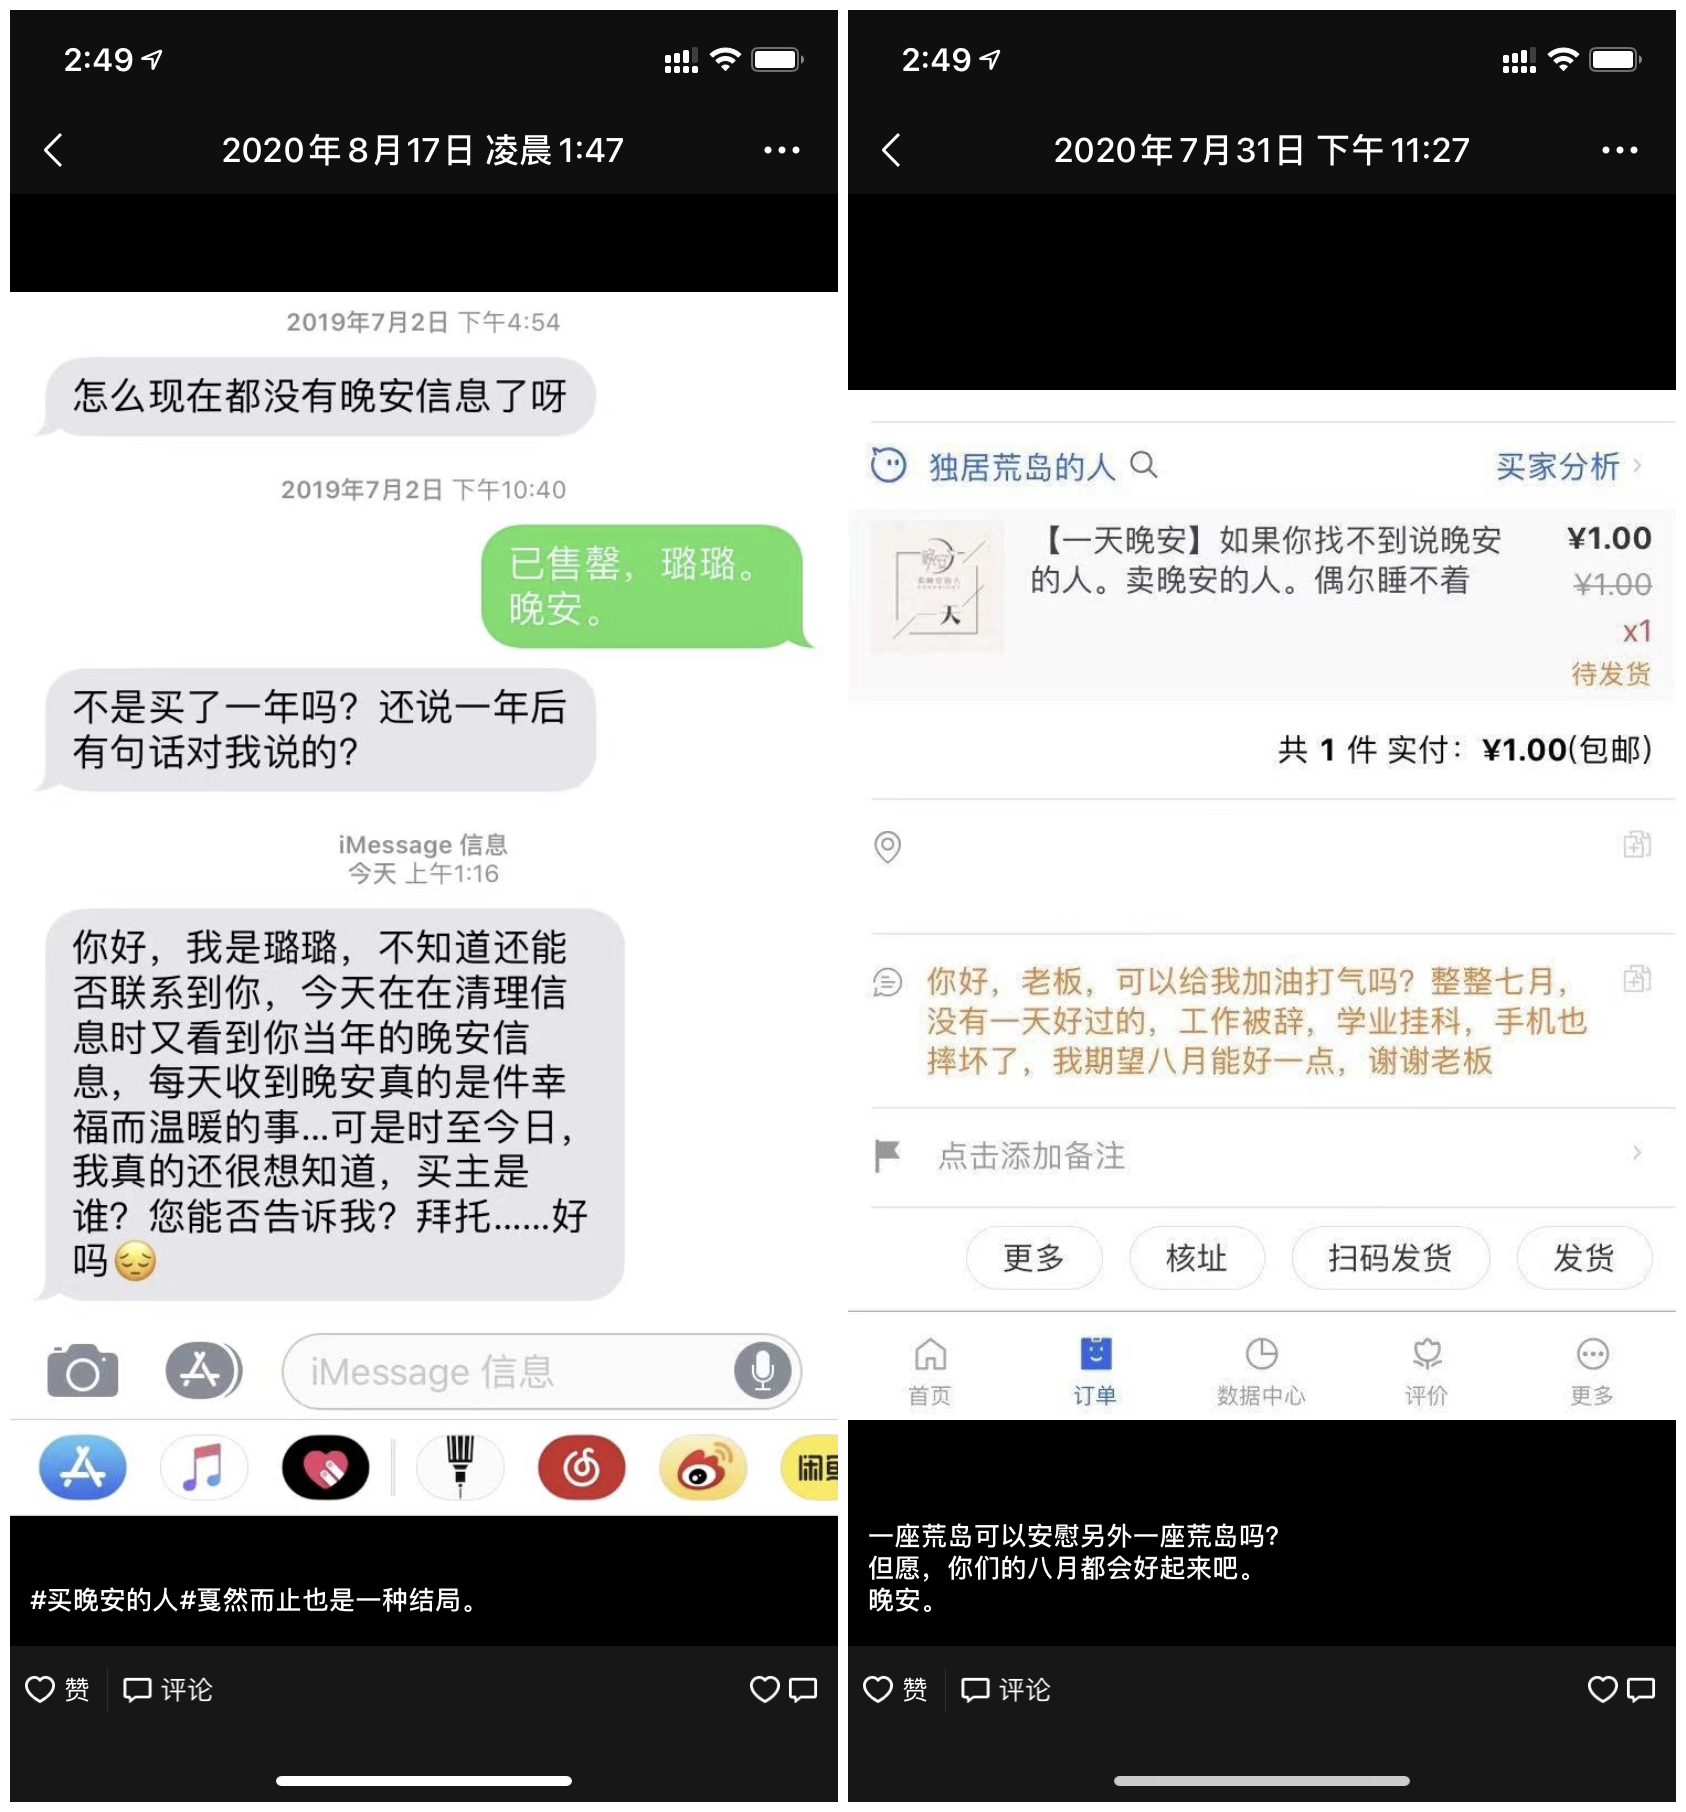 2:49
2020年8月17日 凌晨1:47
2019年7月2日 下午4:54
怎么现在都没有晚安信息了呀
2019年7月2日 下午10:40
已售罄，璐璐。
晚安。
不是买了一年吗？还说一年后
有句话对我说的？
iMessage 信息
今天 上午1:16
你好，我是璐璐，不知道还能
否联系到你，今天在在清理信
息时又看到你当年的晚安信
息，每天收到晚安真的是件幸
福而温暖的事...可是时至今日，
我真的还很想知道，买主是
谁？您能否告诉我？拜托......好
吗😔
iMessage 信息
闲鱼
#买晚安的人#戛然而止也是一种结局。
赞
评论
2:49
2020年7月31日 下午11:27
独居荒岛的人
买家分析
晚安
卖晚安的人
一天
【一天晚安】如果你找不到说晚安
的人。卖晚安的人。偶尔睡不着
¥1.00
¥1.00
x1
待发货
共 1 件 实付：¥1.00(包邮)
你好，老板，可以给我加油打气吗？整整七月，
没有一天好过的，工作被辞，学业挂科，手机也
摔坏了，我期望八月能好一点，谢谢老板
点击添加备注
更多
核址
扫码发货
发货
首页
订单
数据中心
评价
更多
一座荒岛可以安慰另外一座荒岛吗？
但愿，你们的八月都会好起来吧。
晚安。
赞
评论